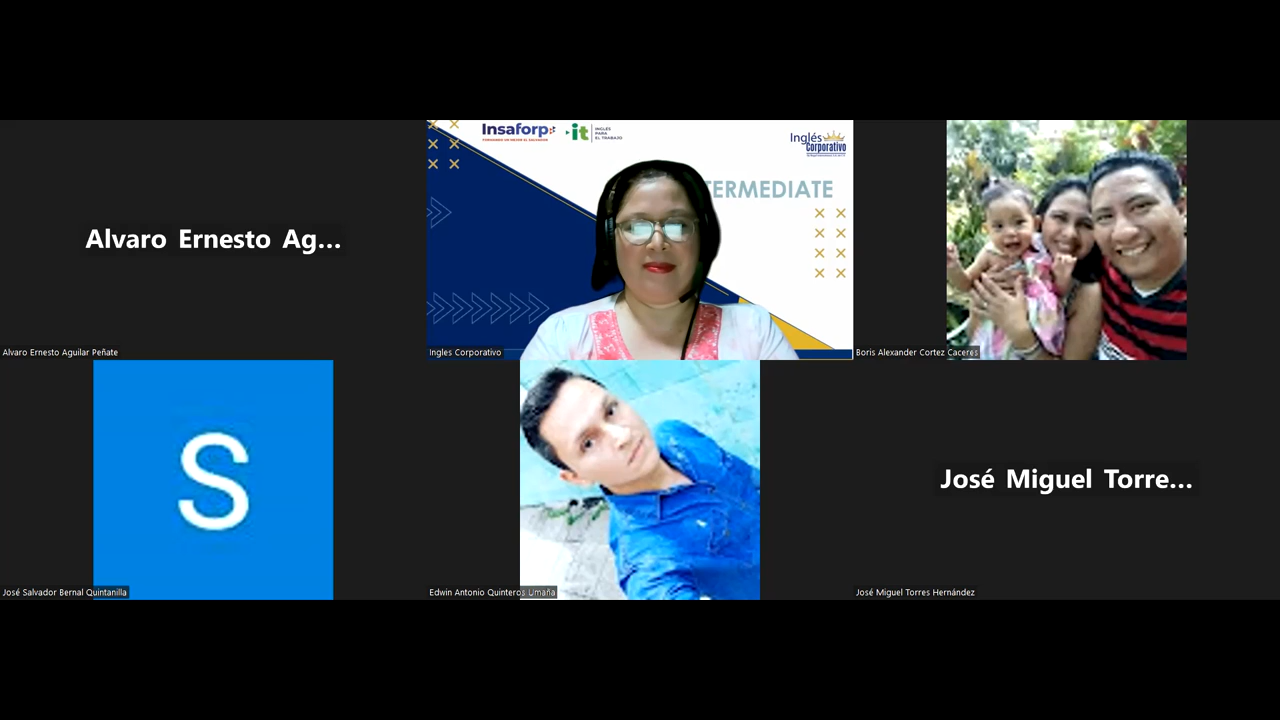 Alvaro Ernesto Ag...
Alvaro Ernesto Aguilar Peñate
Insaforp
it
INGLÉS
PARA
EL TRABAJO
Inglés
Corporativo
TERMEDIATE
Ingles Corporativo
Boris Alexander Cortez Caceres
S
José Salvador Bernal Quintanilla
Edwin Antonio Quinteros Umaña
José Miguel Torre...
José Miguel Torres Hernández